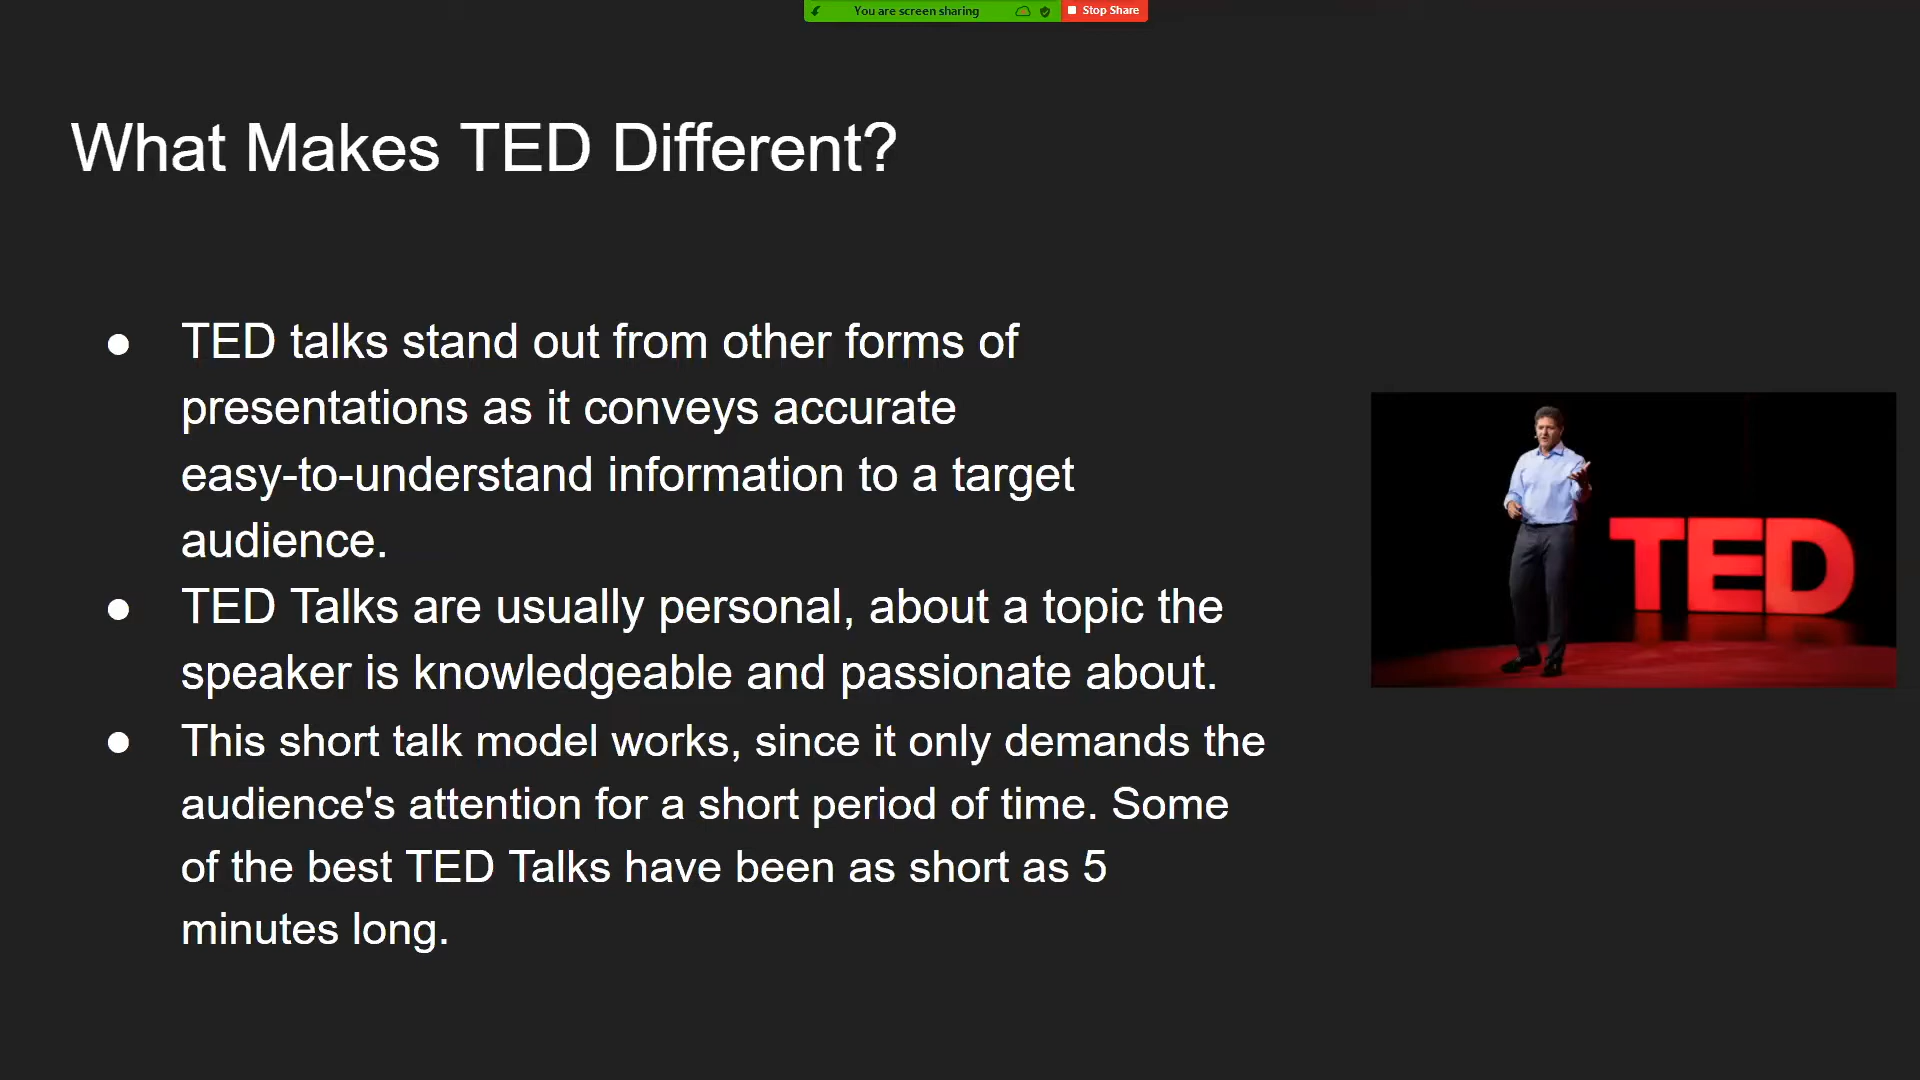 You are screen sharing
Stop Share
What Makes TED Different?
● TED talks stand out from other forms of
presentations as it conveys accurate
easy-to-understand information to a target
audience.
● TED Talks are usually personal, about a topic the
speaker is knowledgeable and passionate about.
● This short talk model works, since it only demands the
audience's attention for a short period of time. Some
of the best TED Talks have been as short as 5
minutes long.
TED